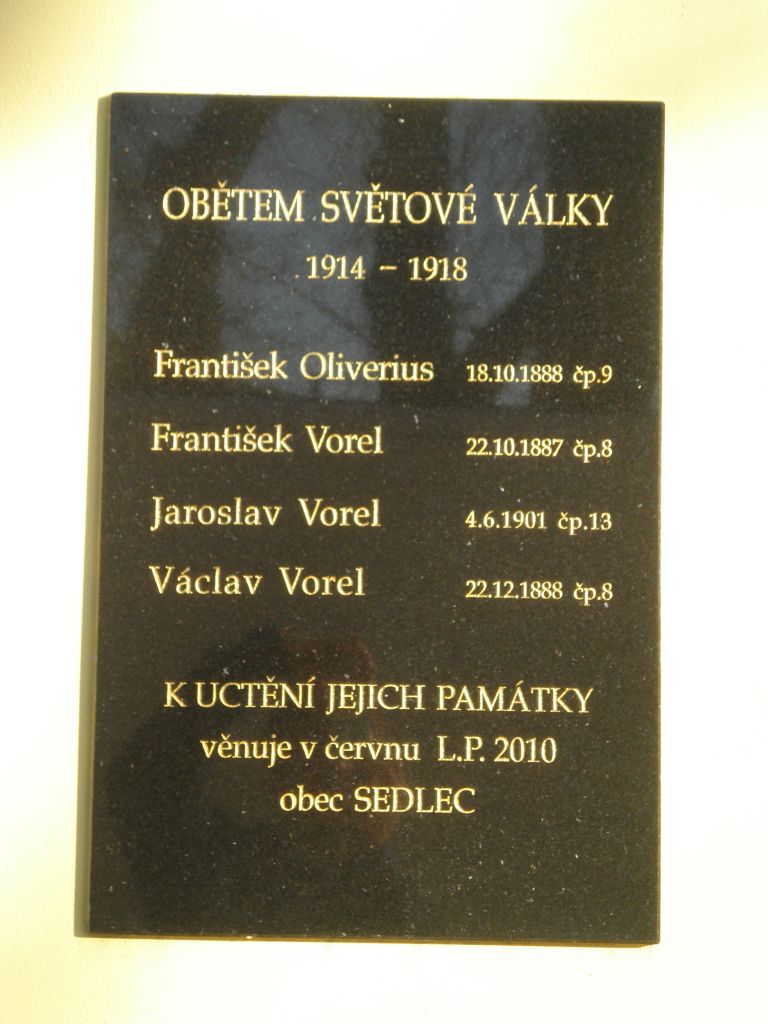 OBĚTEM SVĚTOVÉ VÁLKY
1914 – 1918
František Oliverius 18.10.1888 čp.9
František Vorel 22.10.1887 čp.8
Jaroslav Vorel 4.6.1901 čp.13
Václav Vorel 22.12.1888 čp.8
K UCTĚNÍ JEJICH PAMÁTKY
věnuje v červnu L.P. 2010
obec SEDLEC